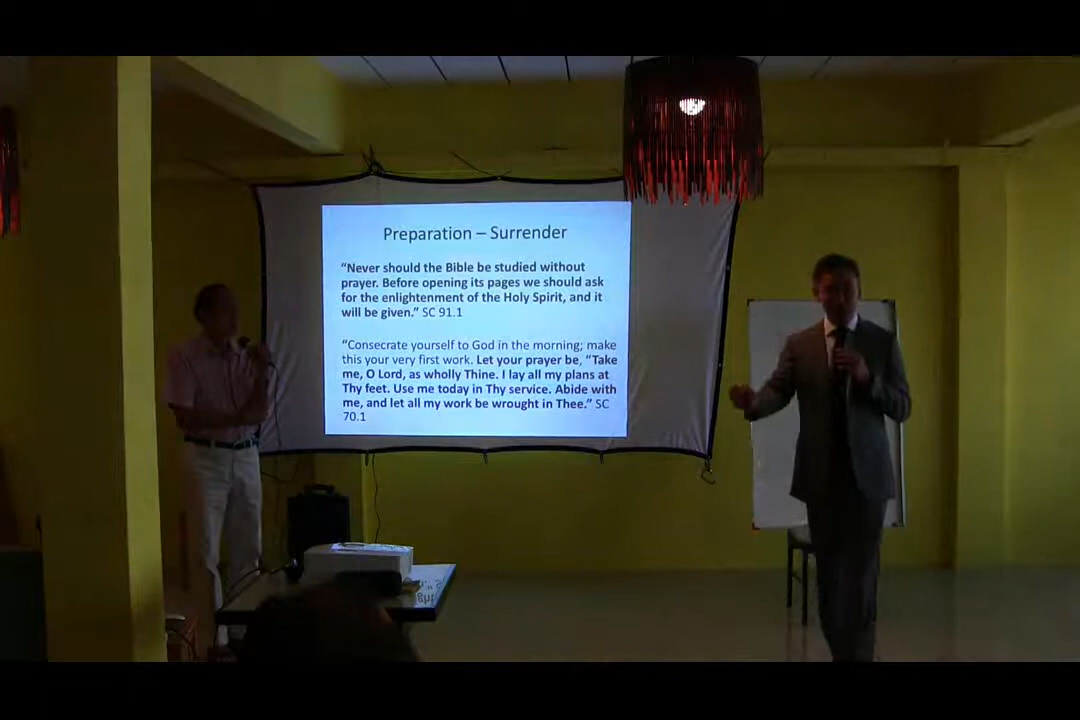 Preparation – Surrender
“Never should the Bible be studied without
prayer. Before opening its pages we should ask
for the enlightenment of the Holy Spirit, and it
will be given.” SC 91.1
“Consecrate yourself to God in the morning; make
this your very first work. Let your prayer be, “Take
me, O Lord, as wholly Thine. I lay all my plans at
Thy feet. Use me today in Thy service. Abide with
me, and let all my work be wrought in Thee.” SC
70.1